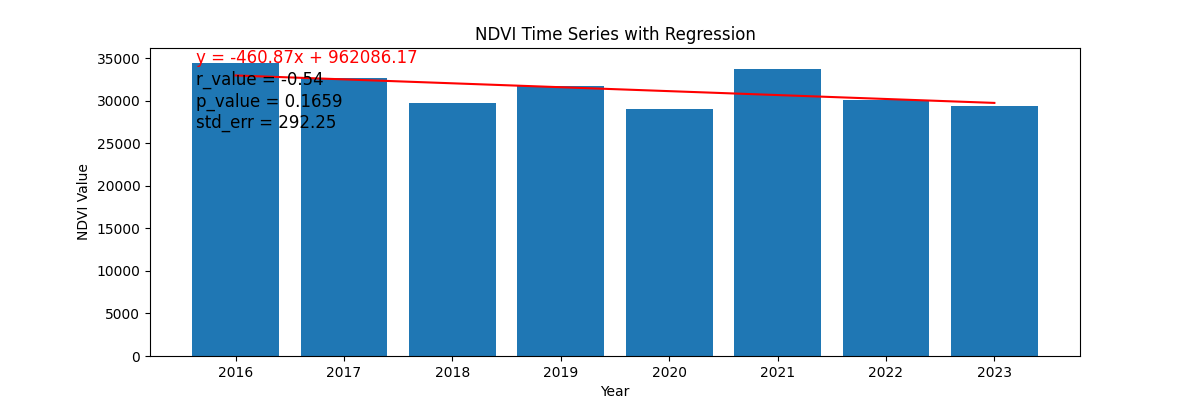 NDVI Time Series with Regression
y = -460.87x + 962086.17
r_value = -0.54
p_value = 0.1659
std_err = 292.25
NDVI Value
35000
30000
25000
20000
15000
10000
5000
0
2016 2017 2018 2019 2020 2021 2022 2023
Year